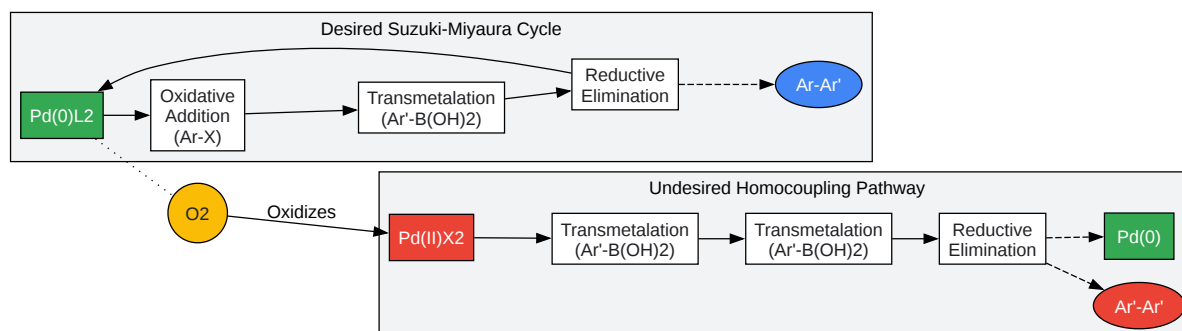 Desired Suzuki-Miyaura Cycle
Pd(0)L2
Oxidative
Addition
(Ar-X)
Transmetalation
(Ar'-B(OH)2)
Reductive
Elimination
Ar-Ar'
O2
Oxidizes
Undesired Homocoupling Pathway
Pd(II)X2
Transmetalation
(Ar'-B(OH)2)
Transmetalation
(Ar'-B(OH)2)
Reductive
Elimination
Pd(0)
Ar'-Ar'